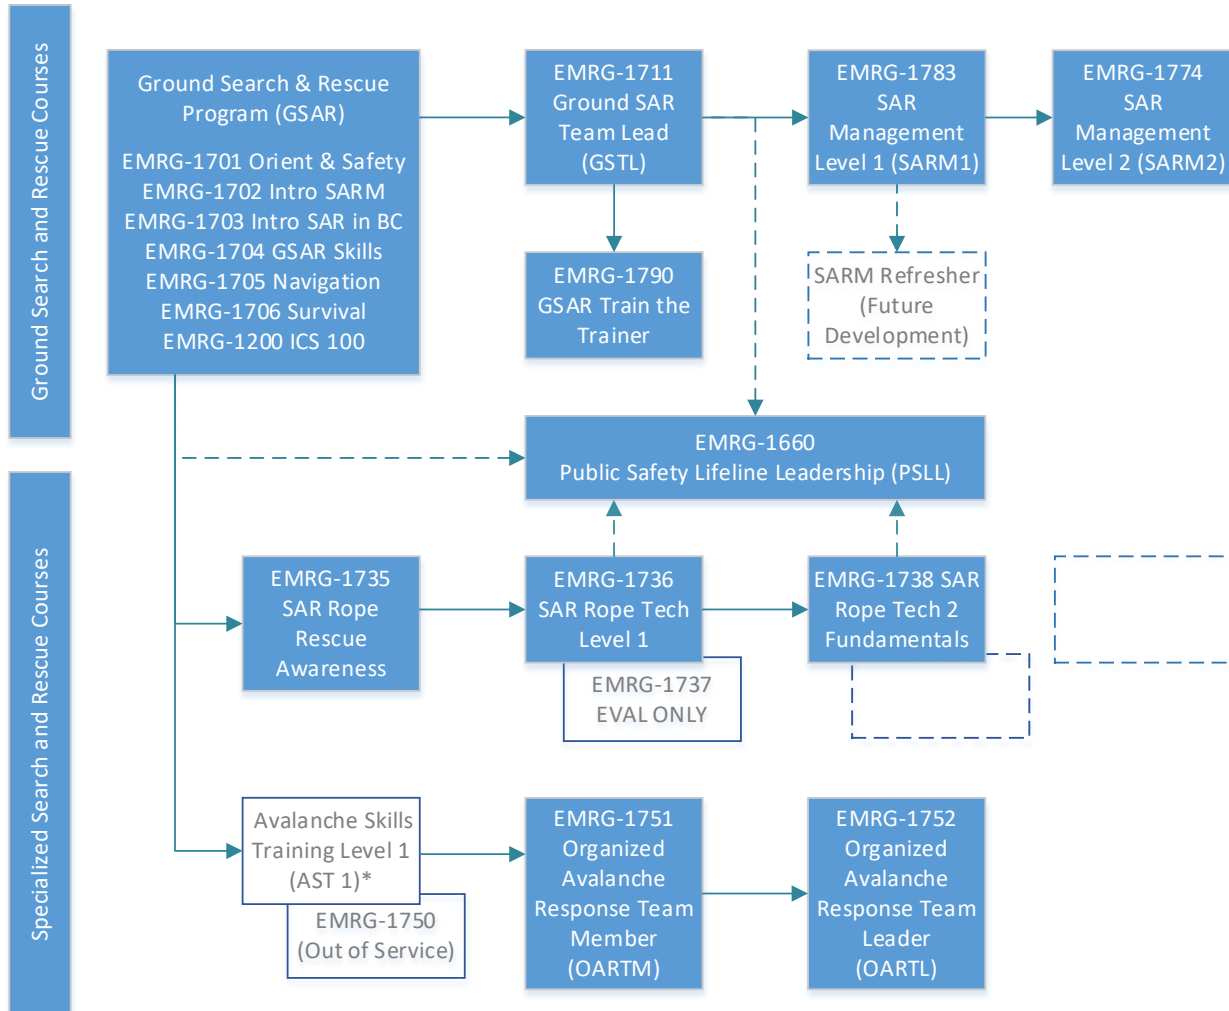 Ground Search and Rescue Courses
Ground Search & Rescue
Program (GSAR)
EMRG-1701 Orient & Safety
EMRG-1702 Intro SARM
EMRG-1703 Intro SAR in BC
EMRG-1704 GSAR Skills
EMRG-1705 Navigation
EMRG-1706 Survival
EMRG-1200 ICS 100
EMRG-1711
Ground SAR
Team Lead
(GSTL)
EMRG-1783
SAR
Management
Level 1 (SARM1)
EMRG-1774
SAR
Management
Level 2 (SARM2)
EMRG-1790
GSAR Train the
Trainer
SARM Refresher
(Future
Development)
EMRG-1660
Public Safety Lifeline Leadership (PSLL)
Specialized Search and Rescue Courses
EMRG-1735
SAR Rope
Rescue
Awareness
EMRG-1736
SAR Rope Tech
Level 1
EMRG-1737
EVAL ONLY
EMRG-1738 SAR
Rope Tech 2
Fundamentals
Avalanche Skills
Training Level 1
(AST 1)*
EMRG-1750
(Out of Service)
EMRG-1751
Organized
Avalanche
Response Team
Member
(OARTM)
EMRG-1752
Organized
Avalanche
Response Team
Leader
(OARTL)